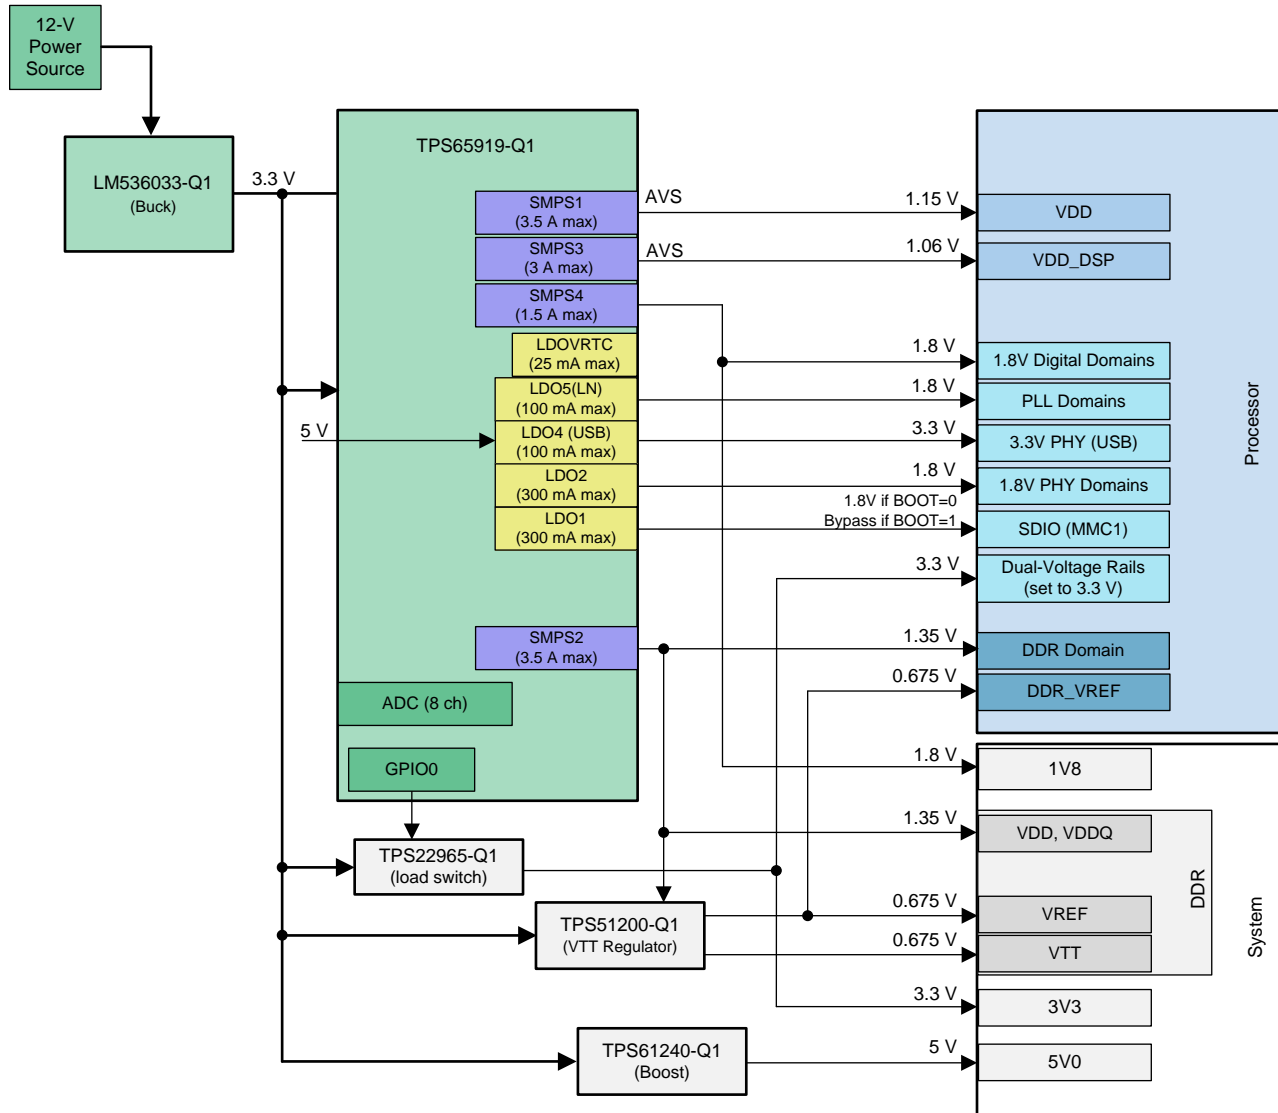 12-V
Power
Source
LM536033-Q1
(Buck)
3.3 V
TPS65919-Q1
SMPS1
(3.5 A max)
AVS
1.15 V
VDD
SMPS3
(3 A max)
AVS
1.06 V
VDD_DSP
SMPS4
(1.5 A max)
LDOVRTC
(25 mA max)
1.8 V
1.8V Digital Domains
LDO5(LN)
(100 mA max)
1.8 V
PLL Domains
5 V
LDO4 (USB)
(100 mA max)
3.3 V
3.3V PHY (USB)
LDO2
(300 mA max)
1.8 V
1.8V PHY Domains
LDO1
(300 mA max)
1.8V if BOOT=0
Bypass if BOOT=1
SDIO (MMC1)
3.3 V
Dual-Voltage Rails
(set to 3.3 V)
SMPS2
(3.5 A max)
1.35 V
DDR Domain
0.675 V
DDR_VREF
Processor
ADC (8 ch)
GPIO0
1.8 V
1V8
TPS22965-Q1
(load switch)
1.35 V
VDD, VDDQ
TPS51200-Q1
(VTT Regulator)
0.675 V
VREF
0.675 V
VTT
DDR
System
3.3 V
3V3
TPS61240-Q1
(Boost)
5 V
5V0